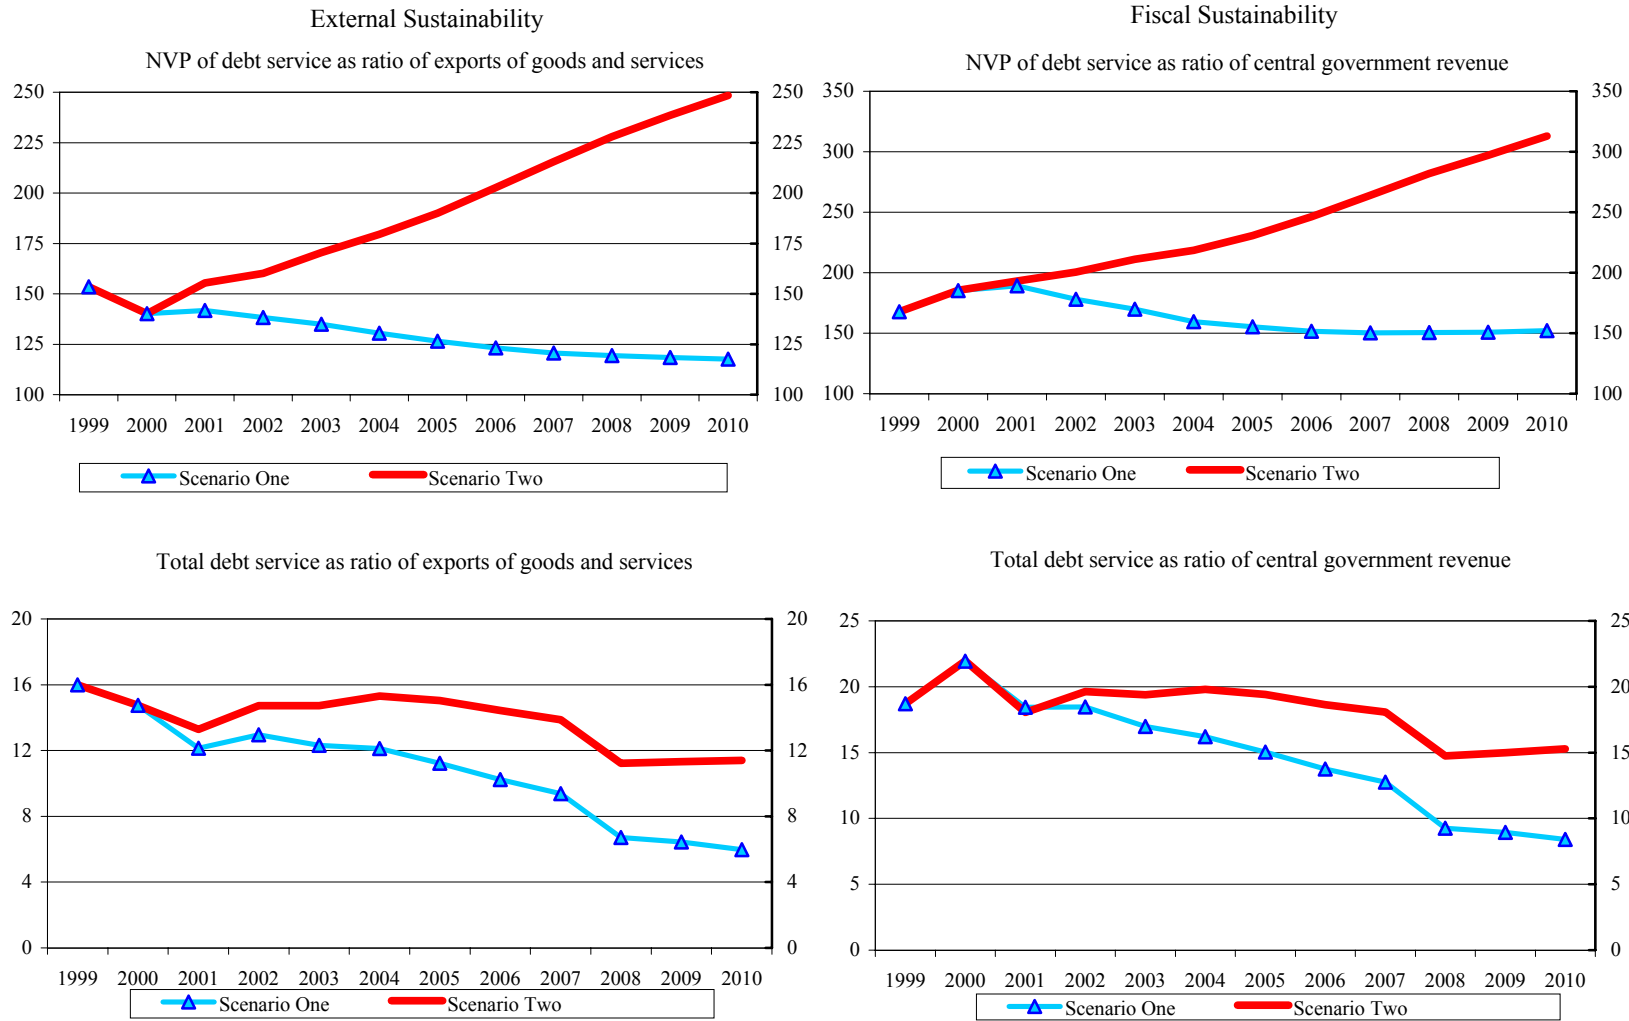 External Sustainability
NVP of debt service as ratio of exports of goods and services
250 250
225 225
200 200
175 175
150 150
125 125
100 100
1999 2000 2001 2002 2003 2004 2005 2006 2007 2008 2009 2010
Scenario One Scenario Two
Fiscal Sustainability
NVP of debt service as ratio of central government revenue
350 350
300 300
250 250
200 200
150 150
100 100
1999 2000 2001 2002 2003 2004 2005 2006 2007 2008 2009 2010
Scenario One Scenario Two
Total debt service as ratio of exports of goods and services
20 20
16 16
12 12
8 8
4 4
0 0
1999 2000 2001 2002 2003 2004 2005 2006 2007 2008 2009 2010
Scenario One Scenario Two
Total debt service as ratio of central government revenue
25 25
20 20
15 15
10 10
5 5
0 0
1999 2000 2001 2002 2003 2004 2005 2006 2007 2008 2009 2010
Scenario One Scenario Two